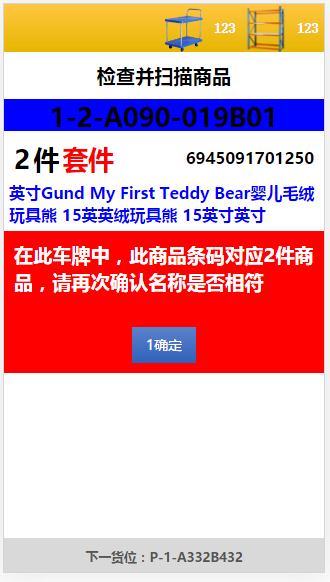 123 123
检查并扫描商品
1-2-A090-019B01
2件套件 6945091701250
英寸Gund My First Teddy Bear婴儿毛绒
玩具熊 15英英绒玩具熊 15英寸英寸
在此车牌中，此商品条码对应2件商
品，请再次确认名称是否相符
1确定
下一货位：P-1-A332B432